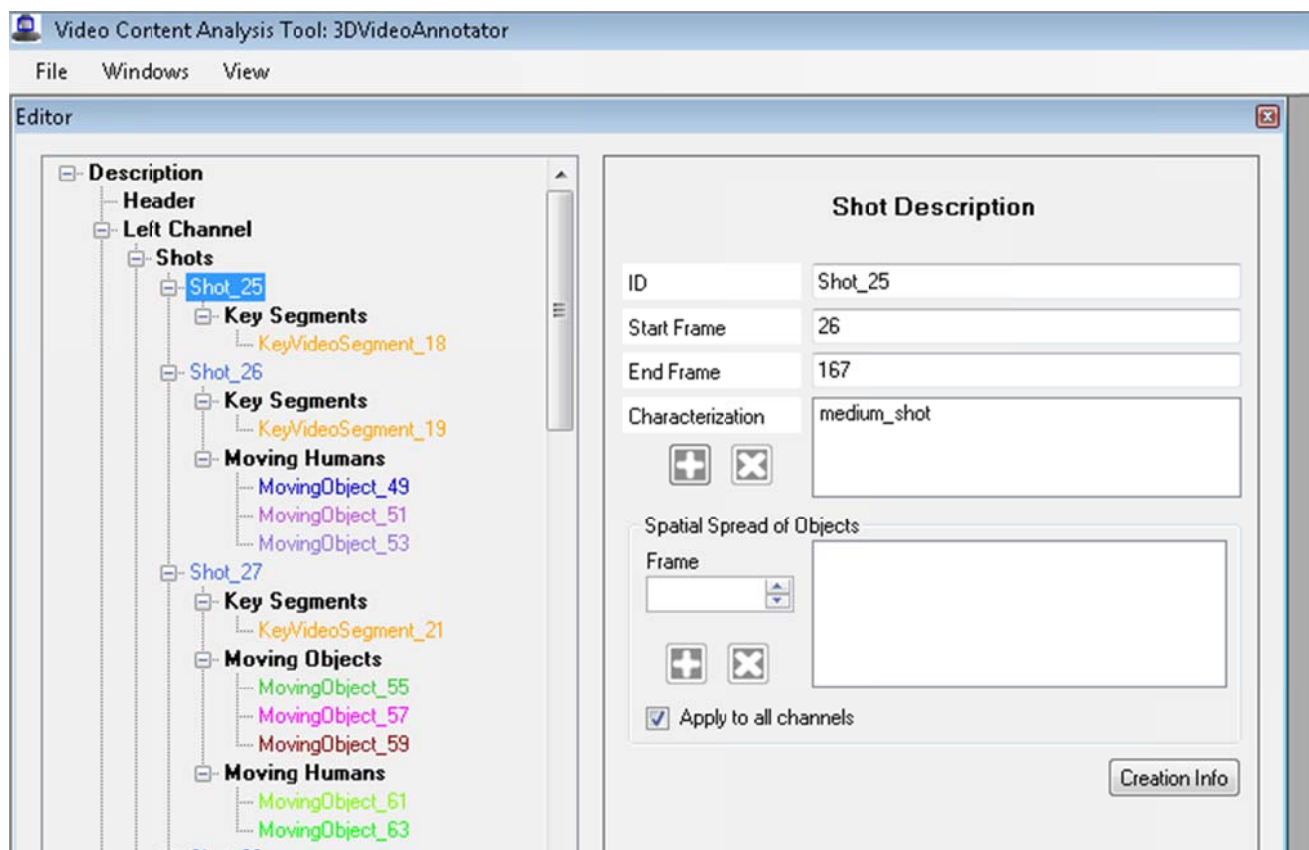 Video Content Analysis Tool: 3DVideoAnnotator
File Windows View
Editor
Description
Header
Left Channel
Shots
Shot_25
Key Segments
KeyVideoSegment_18
Shot_26
Key Segments
KeyVideoSegment_19
Moving Humans
MovingObject_49
MovingObject_51
MovingObject_53
Shot_27
Key Segments
KeyVideoSegment_21
Moving Objects
MovingObject_55
MovingObject_57
MovingObject_59
Moving Humans
MovingObject_61
MovingObject_63
Shot Description
ID Shot_25
Start Frame 26
End Frame 167
Characterization medium_shot
Spatial Spread of Objects
Frame
Apply to all channels
Creation Info